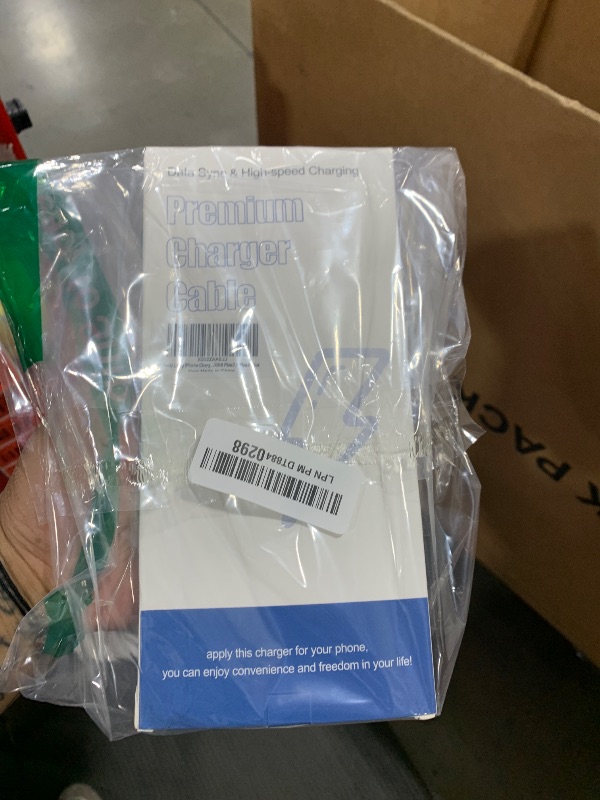 Data Sync & High-speed Charging
Premium
Charger
Cable
LPN PM DT8840298
K PACK
apply this charger for your phone,
you can enjoy convenience and freedom in your life!